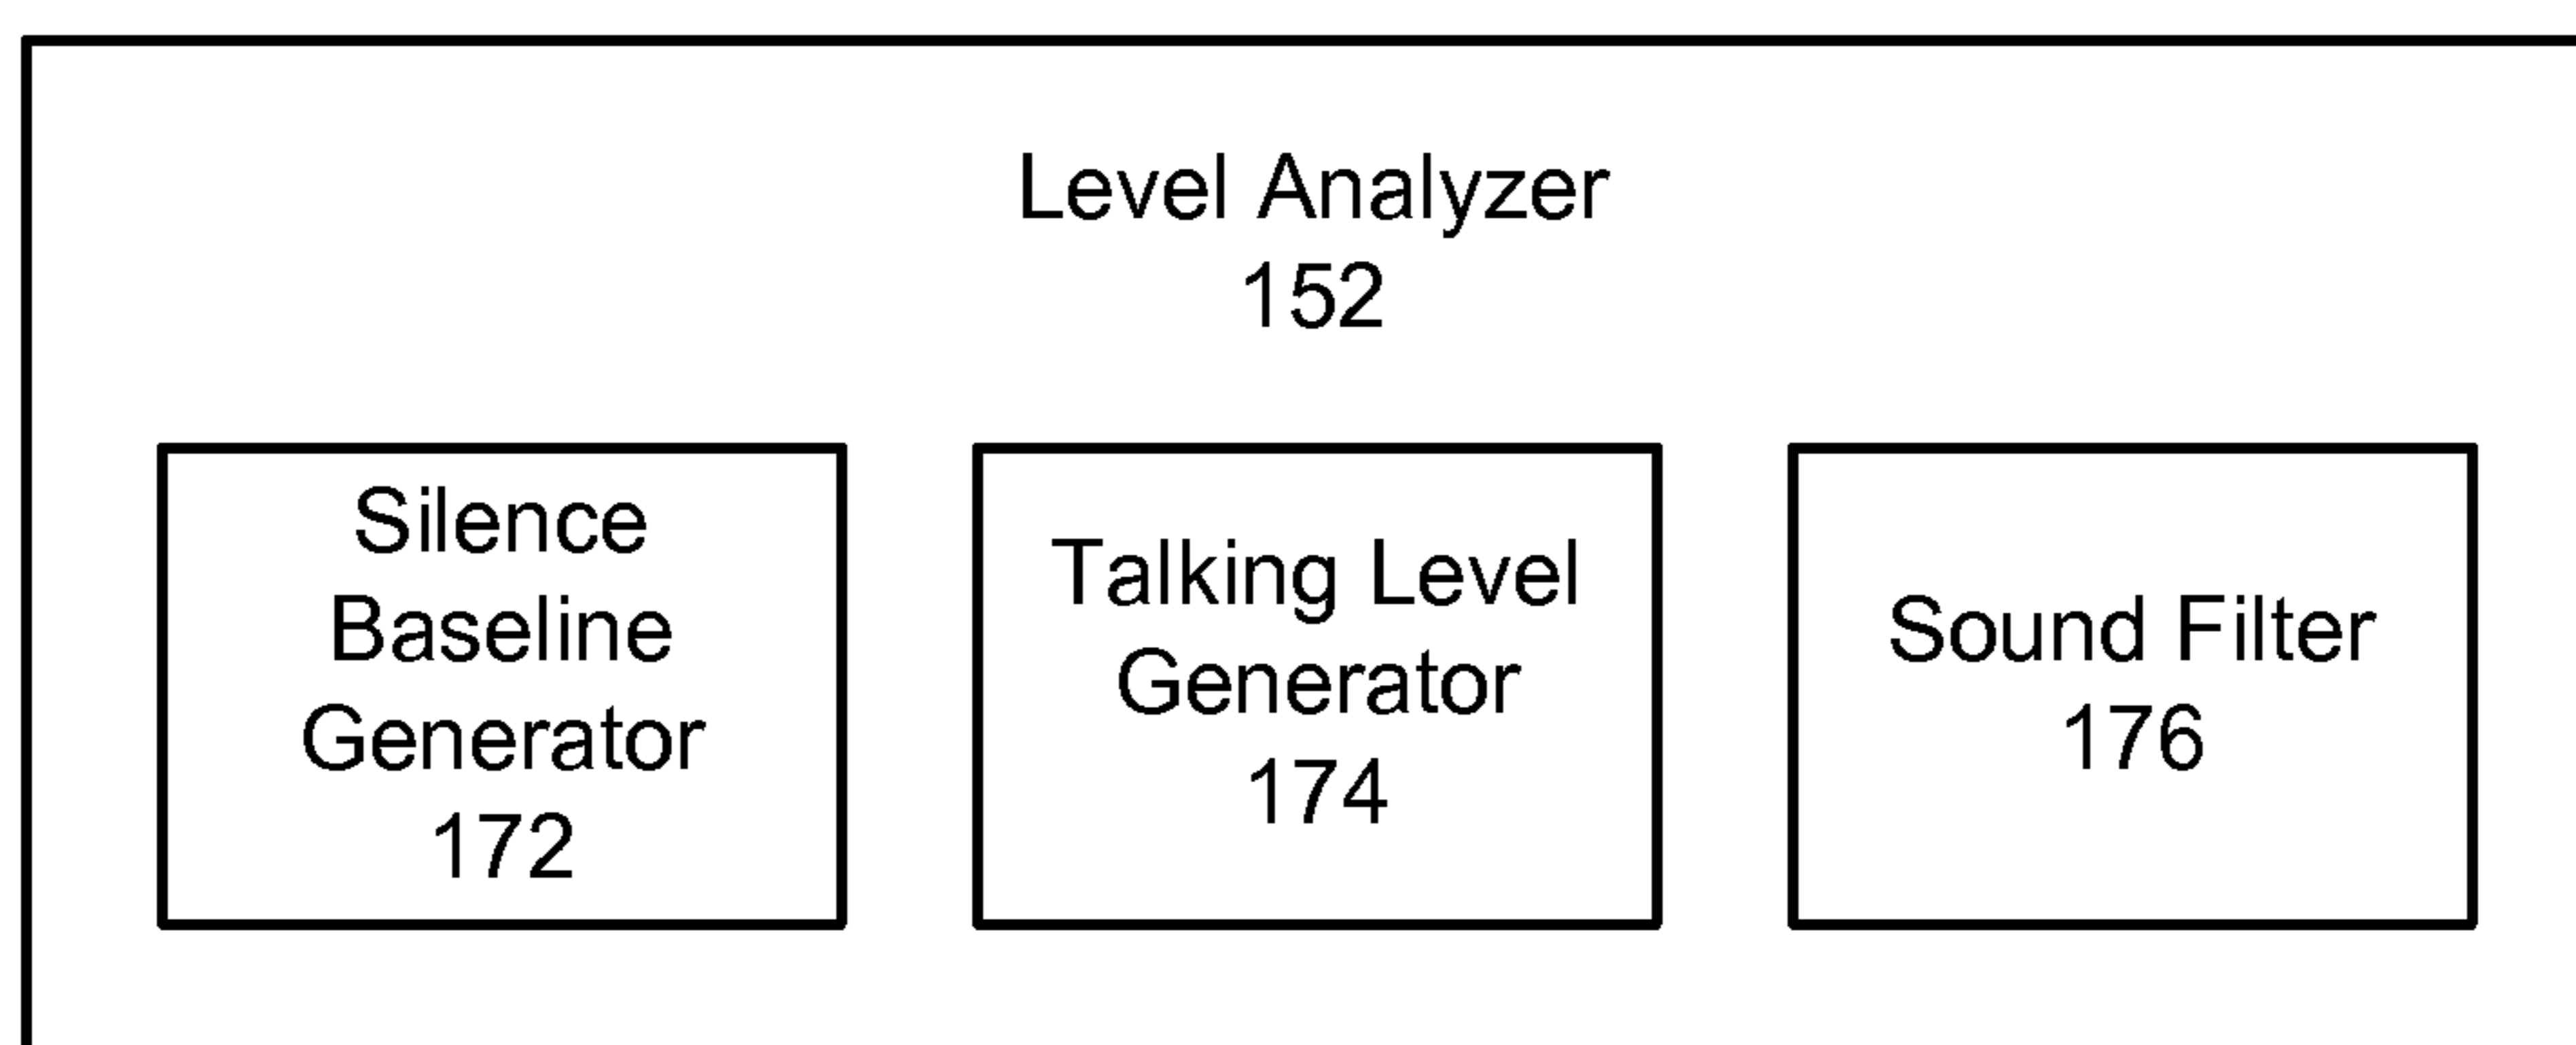 Level Analyzer
152
Silence
Baseline
Generator
172
Talking Level
Generator
174
Sound Filter
176